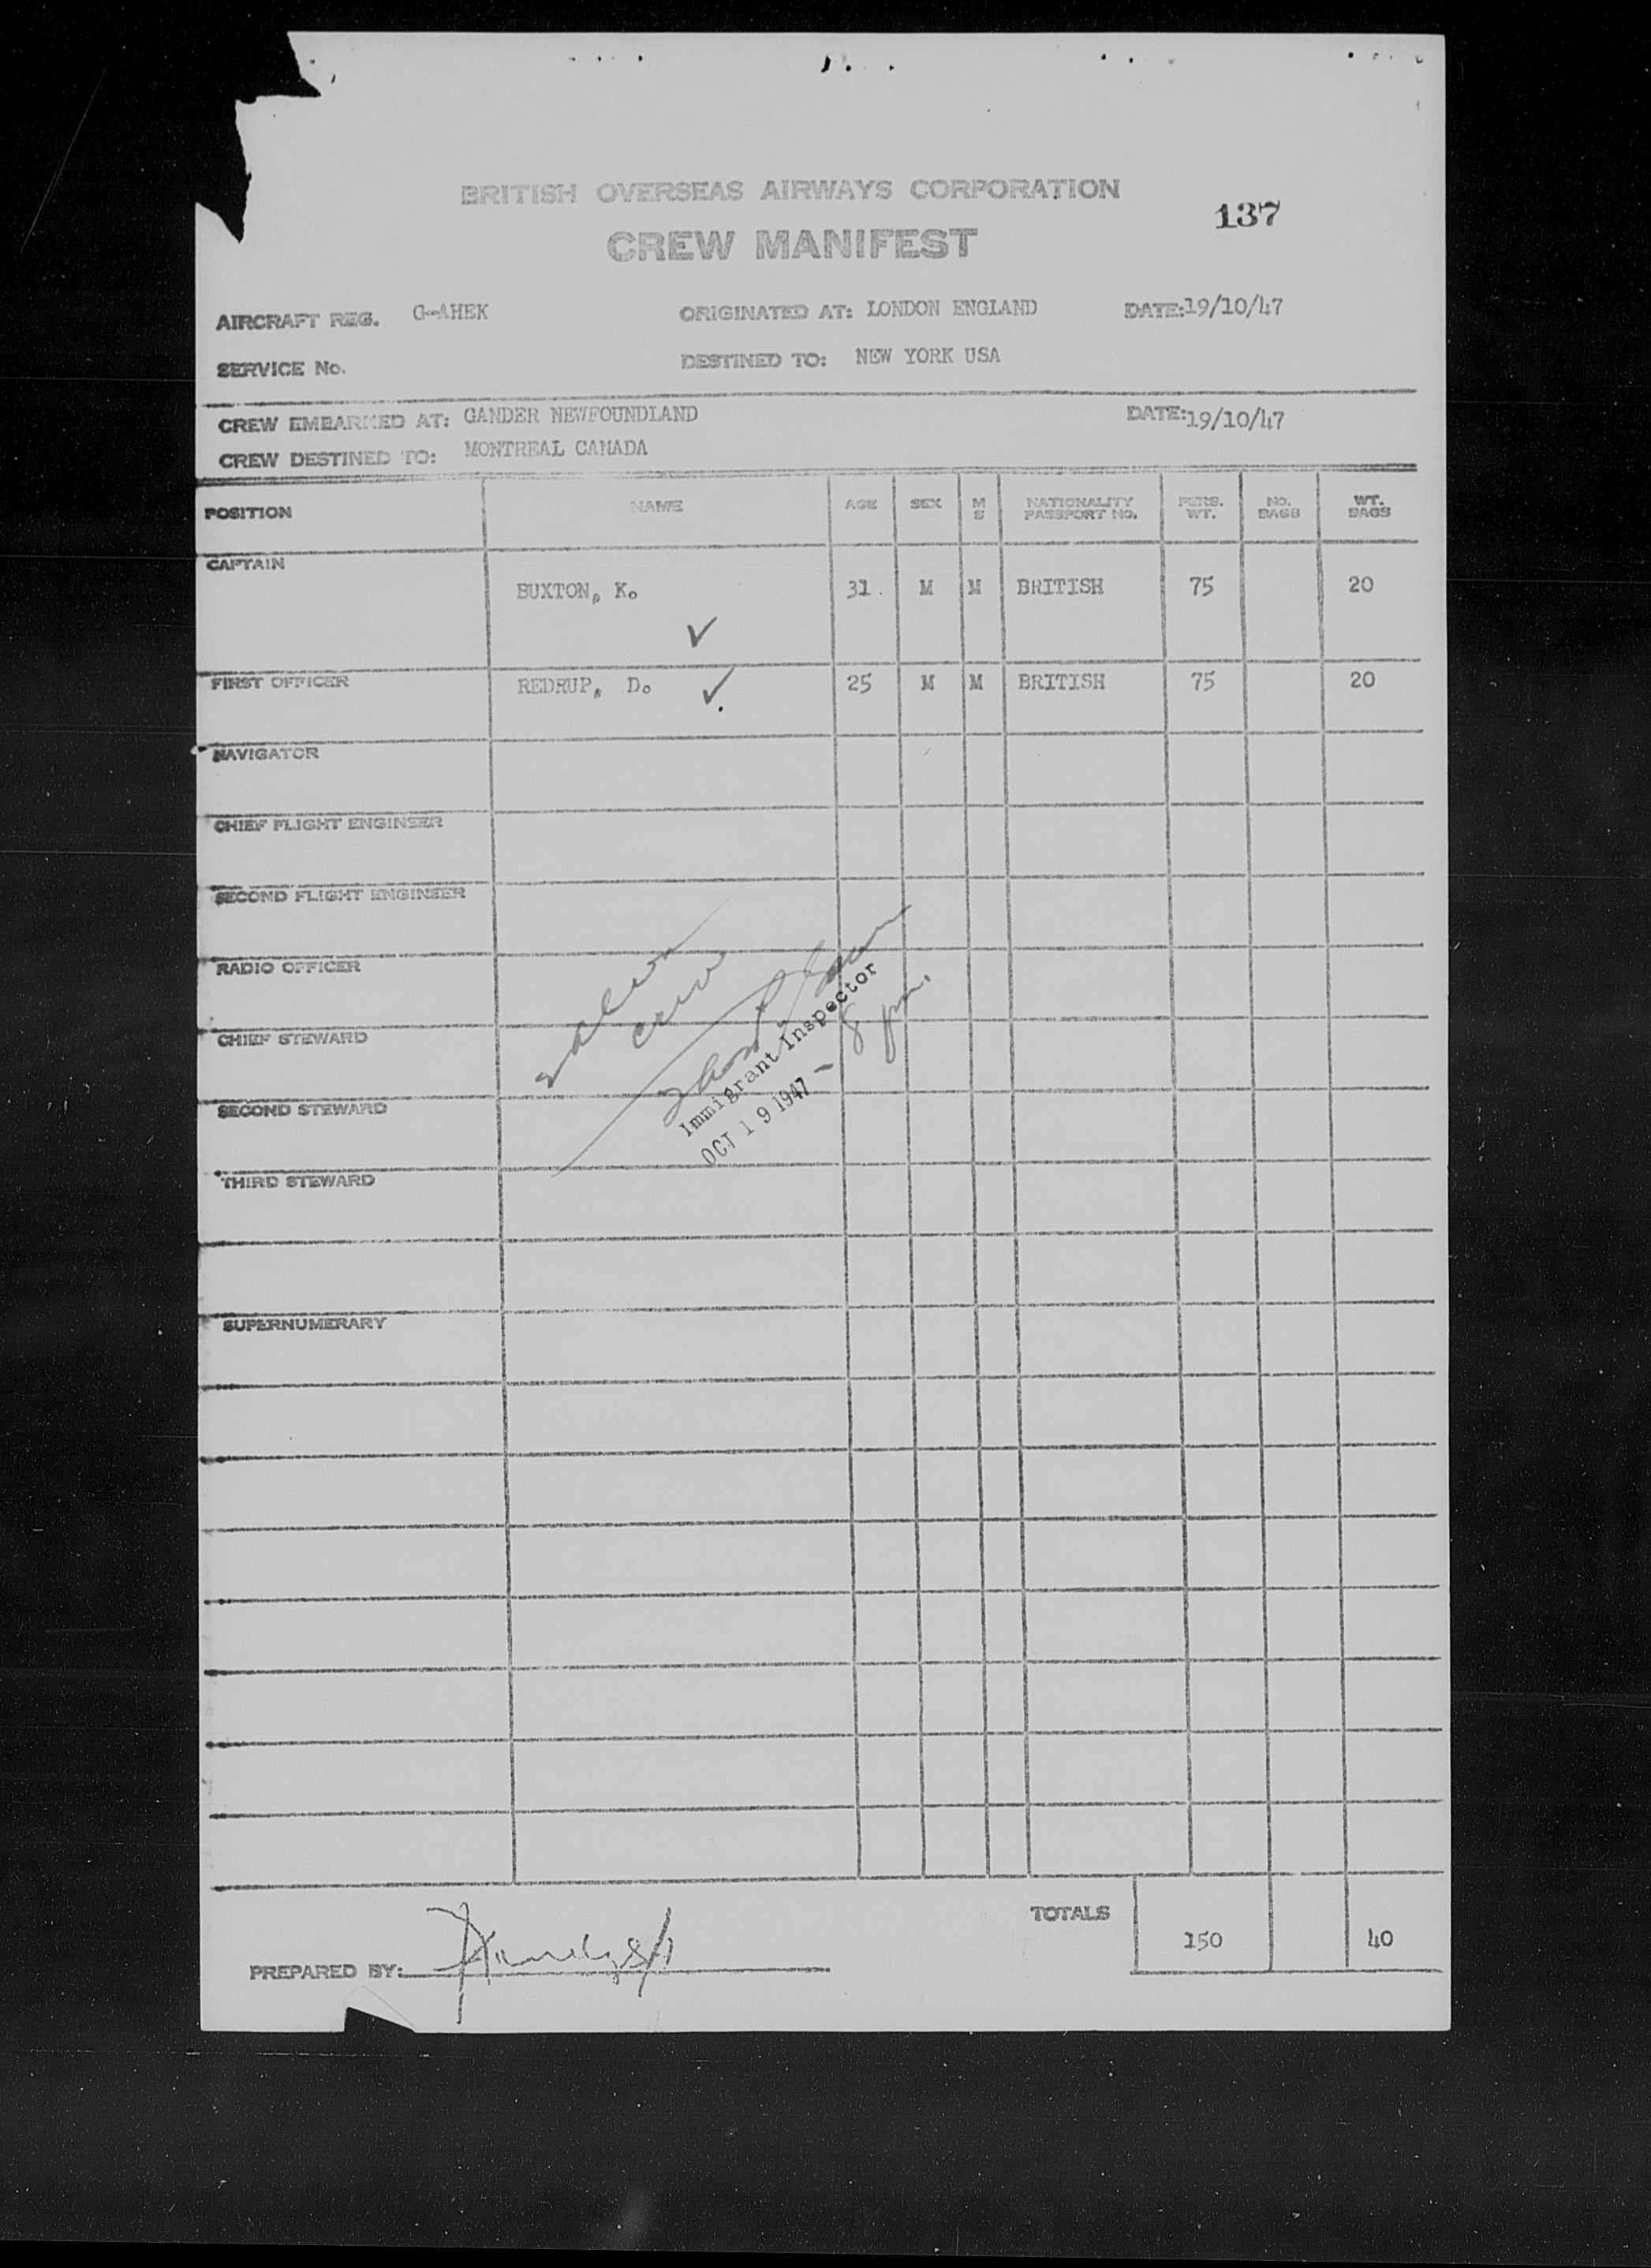 BRITISH OVERSEAS AIRWAYS CORPORATION
137
CREW MANIFEST
AIRCRAFT REG. G-AHEK ORIGINATED AT: LONDON ENGLAND DATE: 19/10/47
SERVICE No. DESTINED TO: NEW YORK USA
CREW EMBARKED AT: GANDER NEWFOUNDLAND DATE: 19/10/47
CREW DESTINED TO: MONTREAL CANADA
POSITION NAME AGE SEX M S NATIONALITY PASSPORT NO. PERS. WT. NO. BAGS WT. BAGS
CAPTAIN
BUXTON, K. 31. M M BRITISH 75 20
FIRST OFFICER REDRUP, D. 25 M M BRITISH 75 20
NAVIGATOR
CHIEF FLIGHT ENGINEER
SECOND FLIGHT ENGINEER
RADIO OFFICER
CHIEF STEWARD
SECOND STEWARD
THIRD STEWARD
2 alien
crew
Immigrant Inspector
OCT 19 1947 - 8 pm.
SUPERNUMERARY
TOTALS 150 40
PREPARED BY: